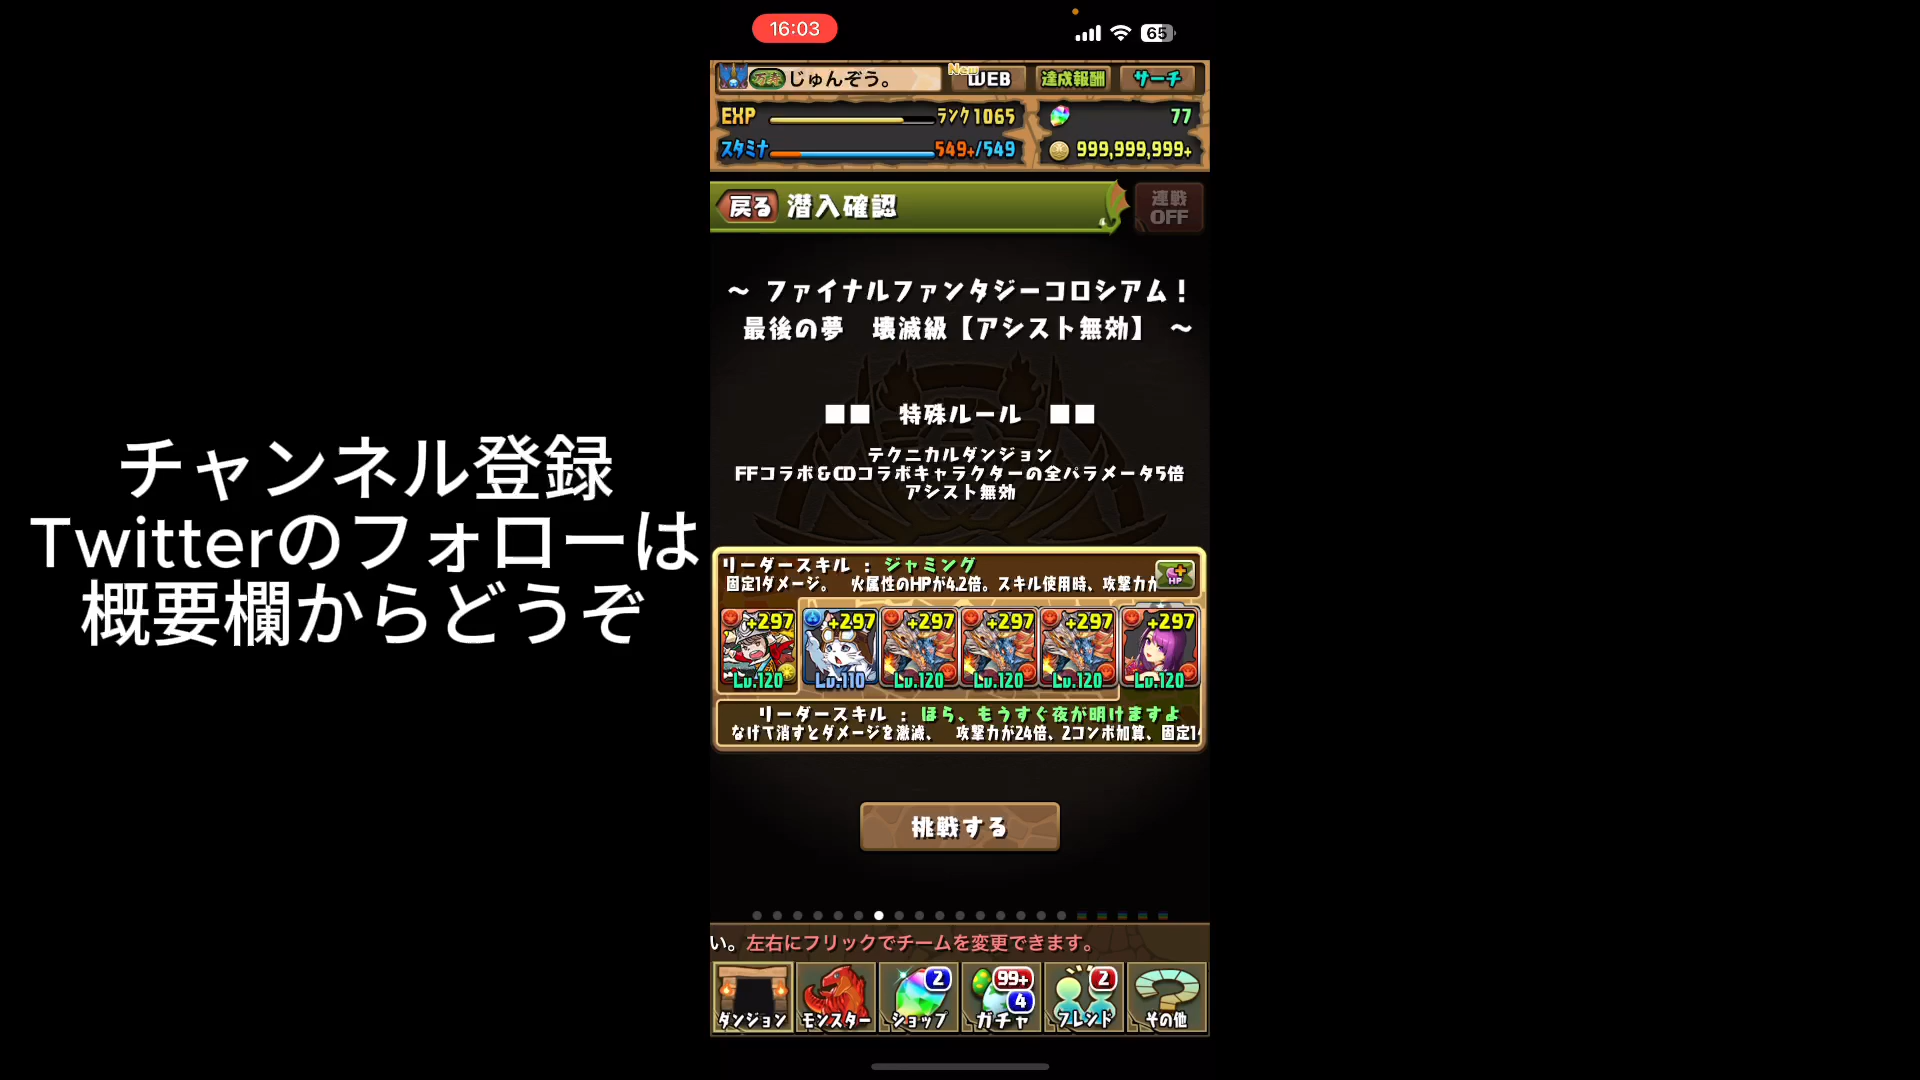 16:03
65
万寿 じゅんぞう。
New
WEB
達成報酬
サーチ
EXP
ランク1065
77
スタミナ
549+/549
999,999,999+
戻る
潜入確認
連戦
OFF
～ ファイナルファンタジーコロシアム！
最後の夢　壊滅級【アシスト無効】 ～
■■　特殊ルール　■■
テクニカルダンジョン
FFコラボ&CDコラボキャラクターの全パラメータ5倍
アシスト無効
チャンネル登録
Twitterのフォローは
概要欄からどうぞ
リーダースキル ： ジャミング
固定1ダメージ。　火属性のHPが4.2倍。スキル使用時、攻撃力が
HP
+297 +297 +297 +297 +297 +297
Lv.120 Lv.110 Lv.120 Lv.120 Lv.120 Lv.120
リーダースキル ： ほら、もうすぐ夜が明けますよ
なげて消すとダメージを激減、　攻撃力が24倍、2コンボ加算、固定1
挑戦する
い。左右にフリックでチームを変更できます。
2
99+
4
2
ダンジョン
モンスター
ショップ
ガチャ
フレンド
その他